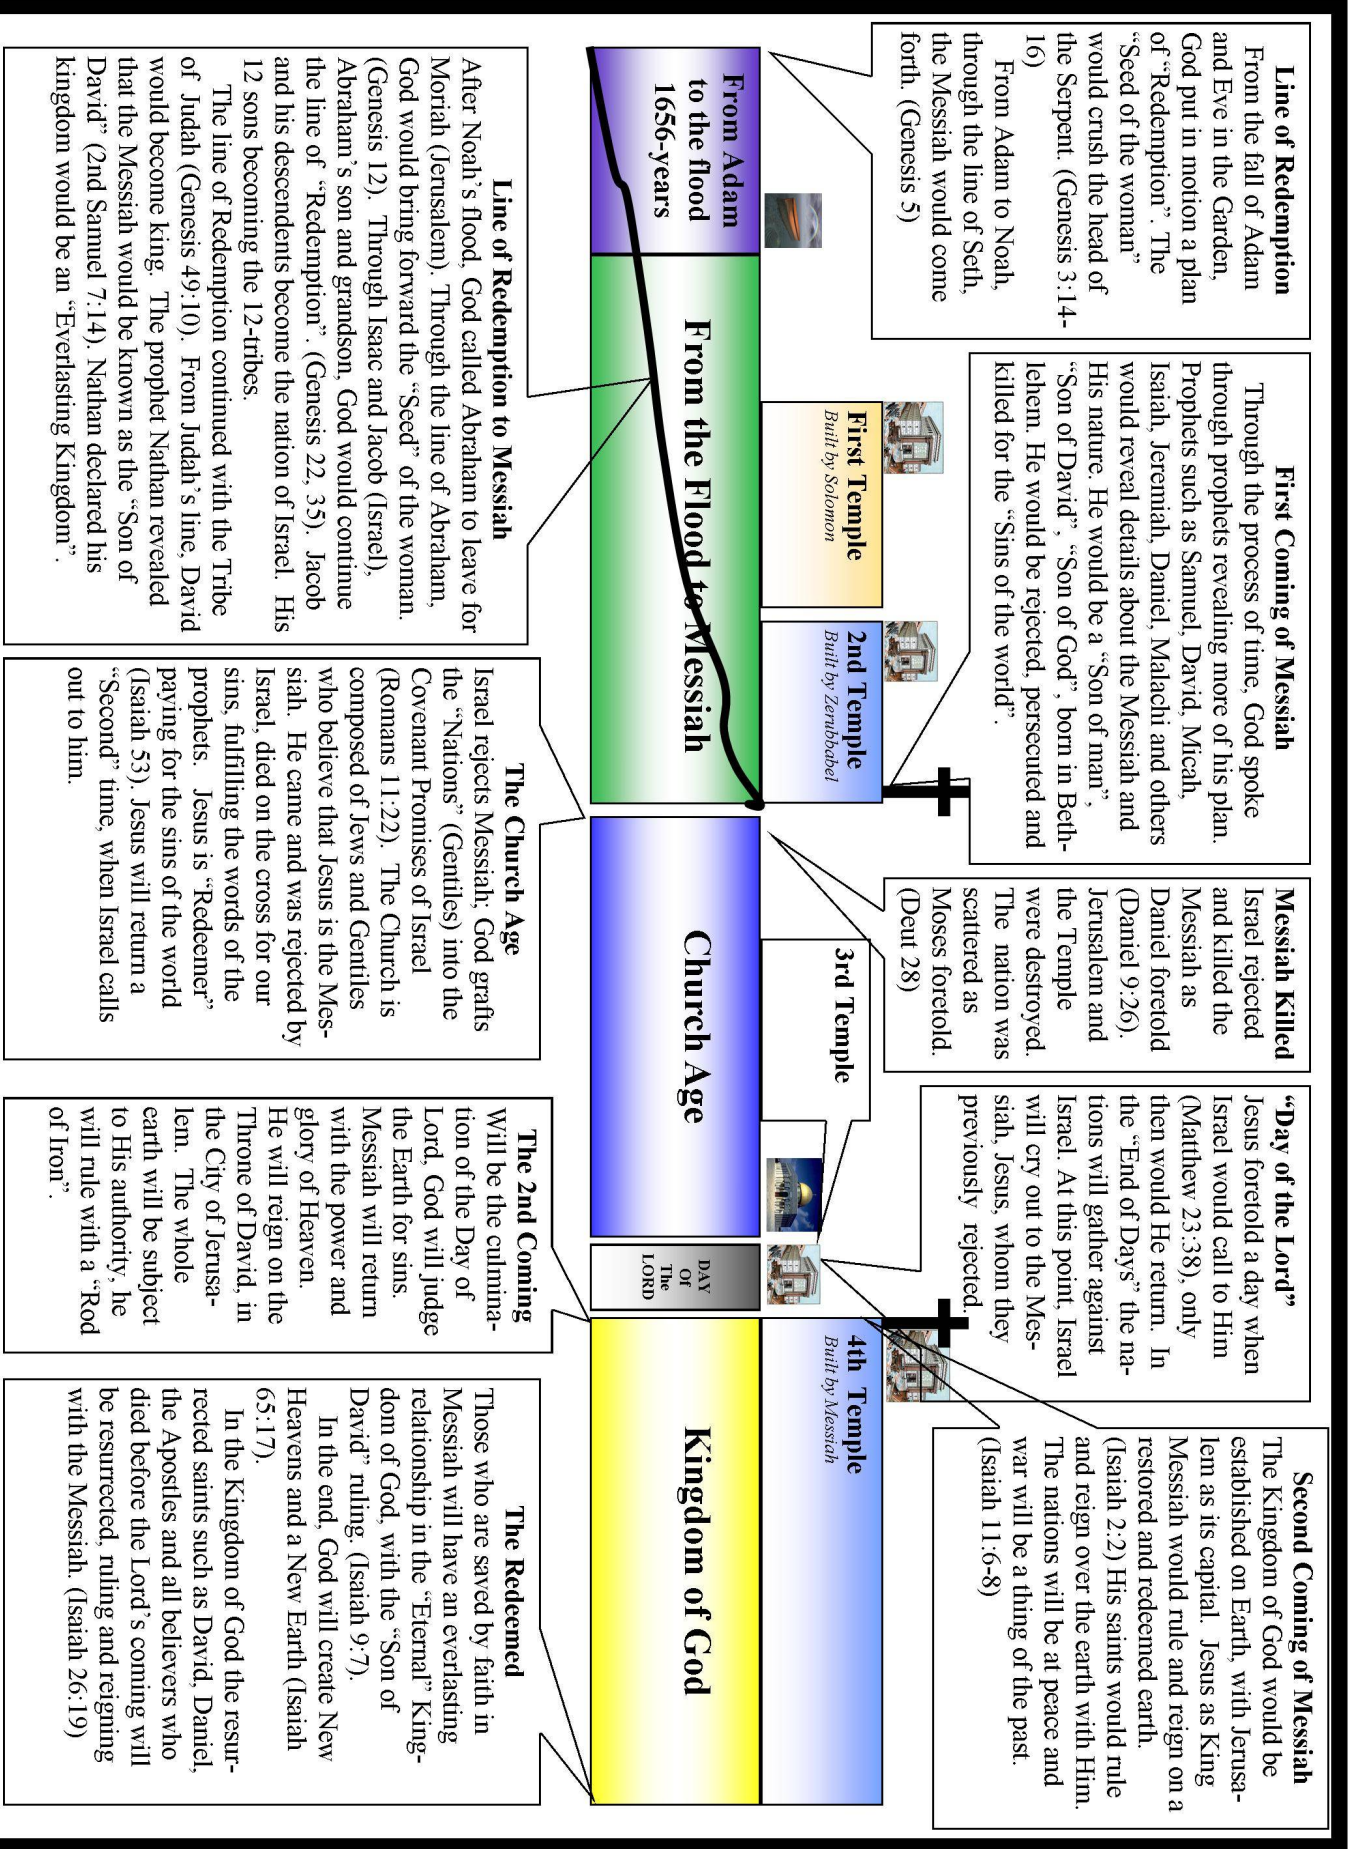 Line of Redemption
From the fall of Adam
and Eve in the Garden,
God put in motion a plan
of “Redemption”. The
“Seed of the woman”
would crush the head of
the Serpent. (Genesis 3:14-
16)
From Adam to Noah,
through the line of Seth,
the Messiah would come
forth. (Genesis 5)
First Coming of Messiah
Through the process of time, God spoke
through prophets revealing more of his plan.
Prophets such as Samuel, David, Micah,
Isaiah, Jeremiah, Daniel, Malachi and others
would reveal details about the Messiah and
His nature. He would be a “Son of man”,
“Son of David”, “Son of God”, born in Beth-
lehem. He would be rejected, persecuted and
killed for the “Sins of the world”.
Messiah Killed
Israel rejected
and killed the
Messiah as
Daniel foretold
(Daniel 9:26).
Jerusalem and
the Temple
were destroyed.
The nation was
scattered as
Moses foretold.
(Deut 28)
“Day of the Lord”
Jesus foretold a day when
Israel would call to Him
(Matthew 23:38), only
then would He return. In
the “End of Days” the na-
tions will gather against
Israel. At this point, Israel
will cry out to the Mes-
siah, Jesus, whom they
previously rejected.
Second Coming of Messiah
The Kingdom of God would be
established on Earth, with Jerusa-
lem as its capital. Jesus as King
Messiah would rule and reign on a
restored and redeemed earth.
(Isaiah 2:2) His saints would rule
and reign over the earth with Him.
The nations will be at peace and
war will be a thing of the past.
(Isaiah 11:6-8)
First Temple
Built by Solomon
2nd Temple
Built by Zerubbabel
3rd Temple
4th Temple
Built by Messiah
From Adam
to the flood
1656-years
From the Flood to Messiah
Church Age
DAY
Of
The
LORD
Kingdom of God
Line of Redemption to Messiah
After Noah’s flood, God called Abraham to leave for
Moriah (Jerusalem). Through the line of Abraham,
God would bring forward the “Seed” of the woman.
(Genesis 12). Through Isaac and Jacob (Israel),
Abraham’s son and grandson, God would continue
the line of “Redemption”. (Genesis 22, 35). Jacob
and his descendents become the nation of Israel. His
12 sons becoming the 12-tribes.
The line of Redemption continued with the Tribe
of Judah (Genesis 49:10). From Judah’s line, David
would become king. The prophet Nathan revealed
that the Messiah would be known as the “Son of
David” (2nd Samuel 7:14). Nathan declared his
kingdom would be an “Everlasting Kingdom”.
The Church Age
Israel rejects Messiah; God grafts
the “Nations” (Gentiles) into the
Covenant Promises of Israel
(Romans 11:22). The Church is
composed of Jews and Gentiles
who believe that Jesus is the Mes-
siah. He came and was rejected by
Israel, died on the cross for our
sins, fulfilling the words of the
prophets. Jesus is “Redeemer”
paying for the sins of the world
(Isaiah 53). Jesus will return a
“Second” time, when Israel calls
out to him.
The 2nd Coming
Will be the culmina-
tion of the Day of
Lord, God will judge
the Earth for sins.
Messiah will return
with the power and
glory of Heaven.
He will reign on the
Throne of David, in
the City of Jerusa-
lem. The whole
earth will be subject
to His authority, he
will rule with a “Rod
of Iron”.
The Redeemed
Those who are saved by faith in
Messiah will have an everlasting
relationship in the “Eternal” King-
dom of God, with the “Son of
David” ruling. (Isaiah 9:7).
In the end, God will create New
Heavens and a New Earth (Isaiah
65:17).
In the Kingdom of God the resur-
rected saints such as David, Daniel,
the Apostles and all believers who
died before the Lord’s coming will
be resurrected, ruling and reigning
with the Messiah. (Isaiah 26:19)